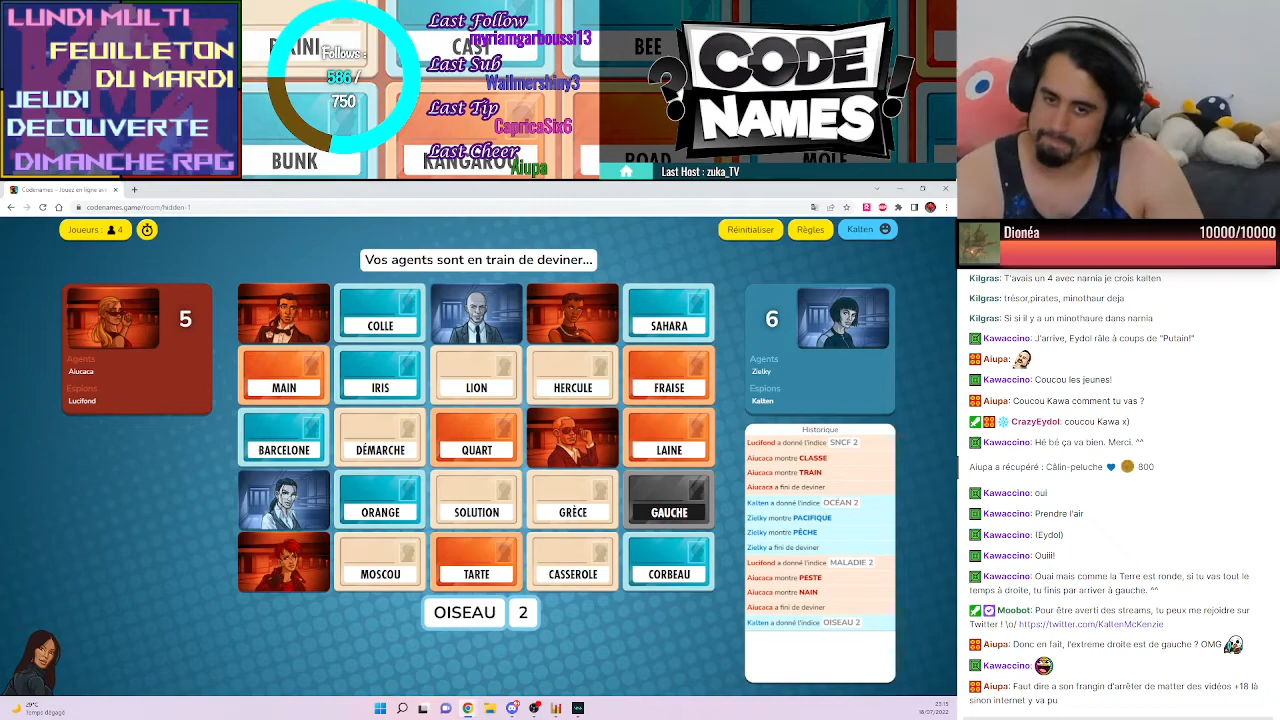 LUNDI MULTI
FEUILLETON
DU MARDI
JEUDI
DECOUVERTE
DIMANCHE RPG
BUNK
KANGAROO
Follows :
586 /
750
Last Follow
myriamgarboussi13
Last Sub
Wailmershiny3
Last Tip
CapricaSix6
Last Cheer
Aiupa
BEE
ROAD
MOLE
CODE
NAMES
Last Host : zuka_TV
codenames.game/room/hidden-1
Joueurs : 4
Réinitialiser
Règles
Kalten
Vos agents sont en train de deviner...
5
Agents
Aiucaca
Espions
Lucifond
COLLE
SAHARA
MAIN
IRIS
LION
HERCULE
FRAISE
BARCELONE
DÉMARCHE
QUART
LAINE
ORANGE
SOLUTION
GRÈCE
GAUCHE
MOSCOU
TARTE
CASSEROLE
CORBEAU
OISEAU 2
6
Agents
Zielky
Espions
Kalten
Historique
Lucifond a donné l'indice SNCF 2
Aiucaca montre CLASSE
Aiucaca montre TRAIN
Aiucaca a fini de deviner
Kalten a donné l'indice OCÉAN 2
Zielky montre PACIFIQUE
Zielky montre PÊCHE
Zielky a fini de deviner
Lucifond a donné l'indice MALADIE 2
Aiucaca montre PESTE
Aiucaca montre NAIN
Aiucaca a fini de deviner
Kalten a donné l'indice OISEAU 2
29°C
Temps dégagé
23:15
18/07/2022
Dionéa 10000/10000
Kilgras: T'avais un 4 avec narnia je crois kalten
Kilgras: trésor,pirates, minothaur deja
Kilgras: Si si il y a un minothaure dans narnia
Kawaccino: J'arrive, Eydol râle à coups de "Putain!"
Aiupa:
Kawaccino: Coucou les jeunes!
Aiupa: Coucou Kawa comment tu vas ?
CrazyEydol: coucou Kawa x)
Kawaccino: Hé bé ça va bien. Merci. ^^
Aiupa a récupéré : Câlin-peluche 800
Kawaccino: oui
Kawaccino: Prendre l'air
Kawaccino: (Eydol)
Kawaccino: Ouiii!
Kawaccino: Ouai mais comme la Terre est ronde, si tu vas tout le
temps à droite, tu finis par arriver à gauche. ^^
Moobot: Pour être averti des streams, tu peux me rejoidre sur
Twitter ! \o/ https://twitter.com/KaltenMcKenzie
Aiupa: Donc en fait, l'extreme droite est de gauche ? OMG
Kawaccino:
Aiupa: Faut dire a son frangin d'arrêter de matter des vidéos +18 là
sinon internet y va pu